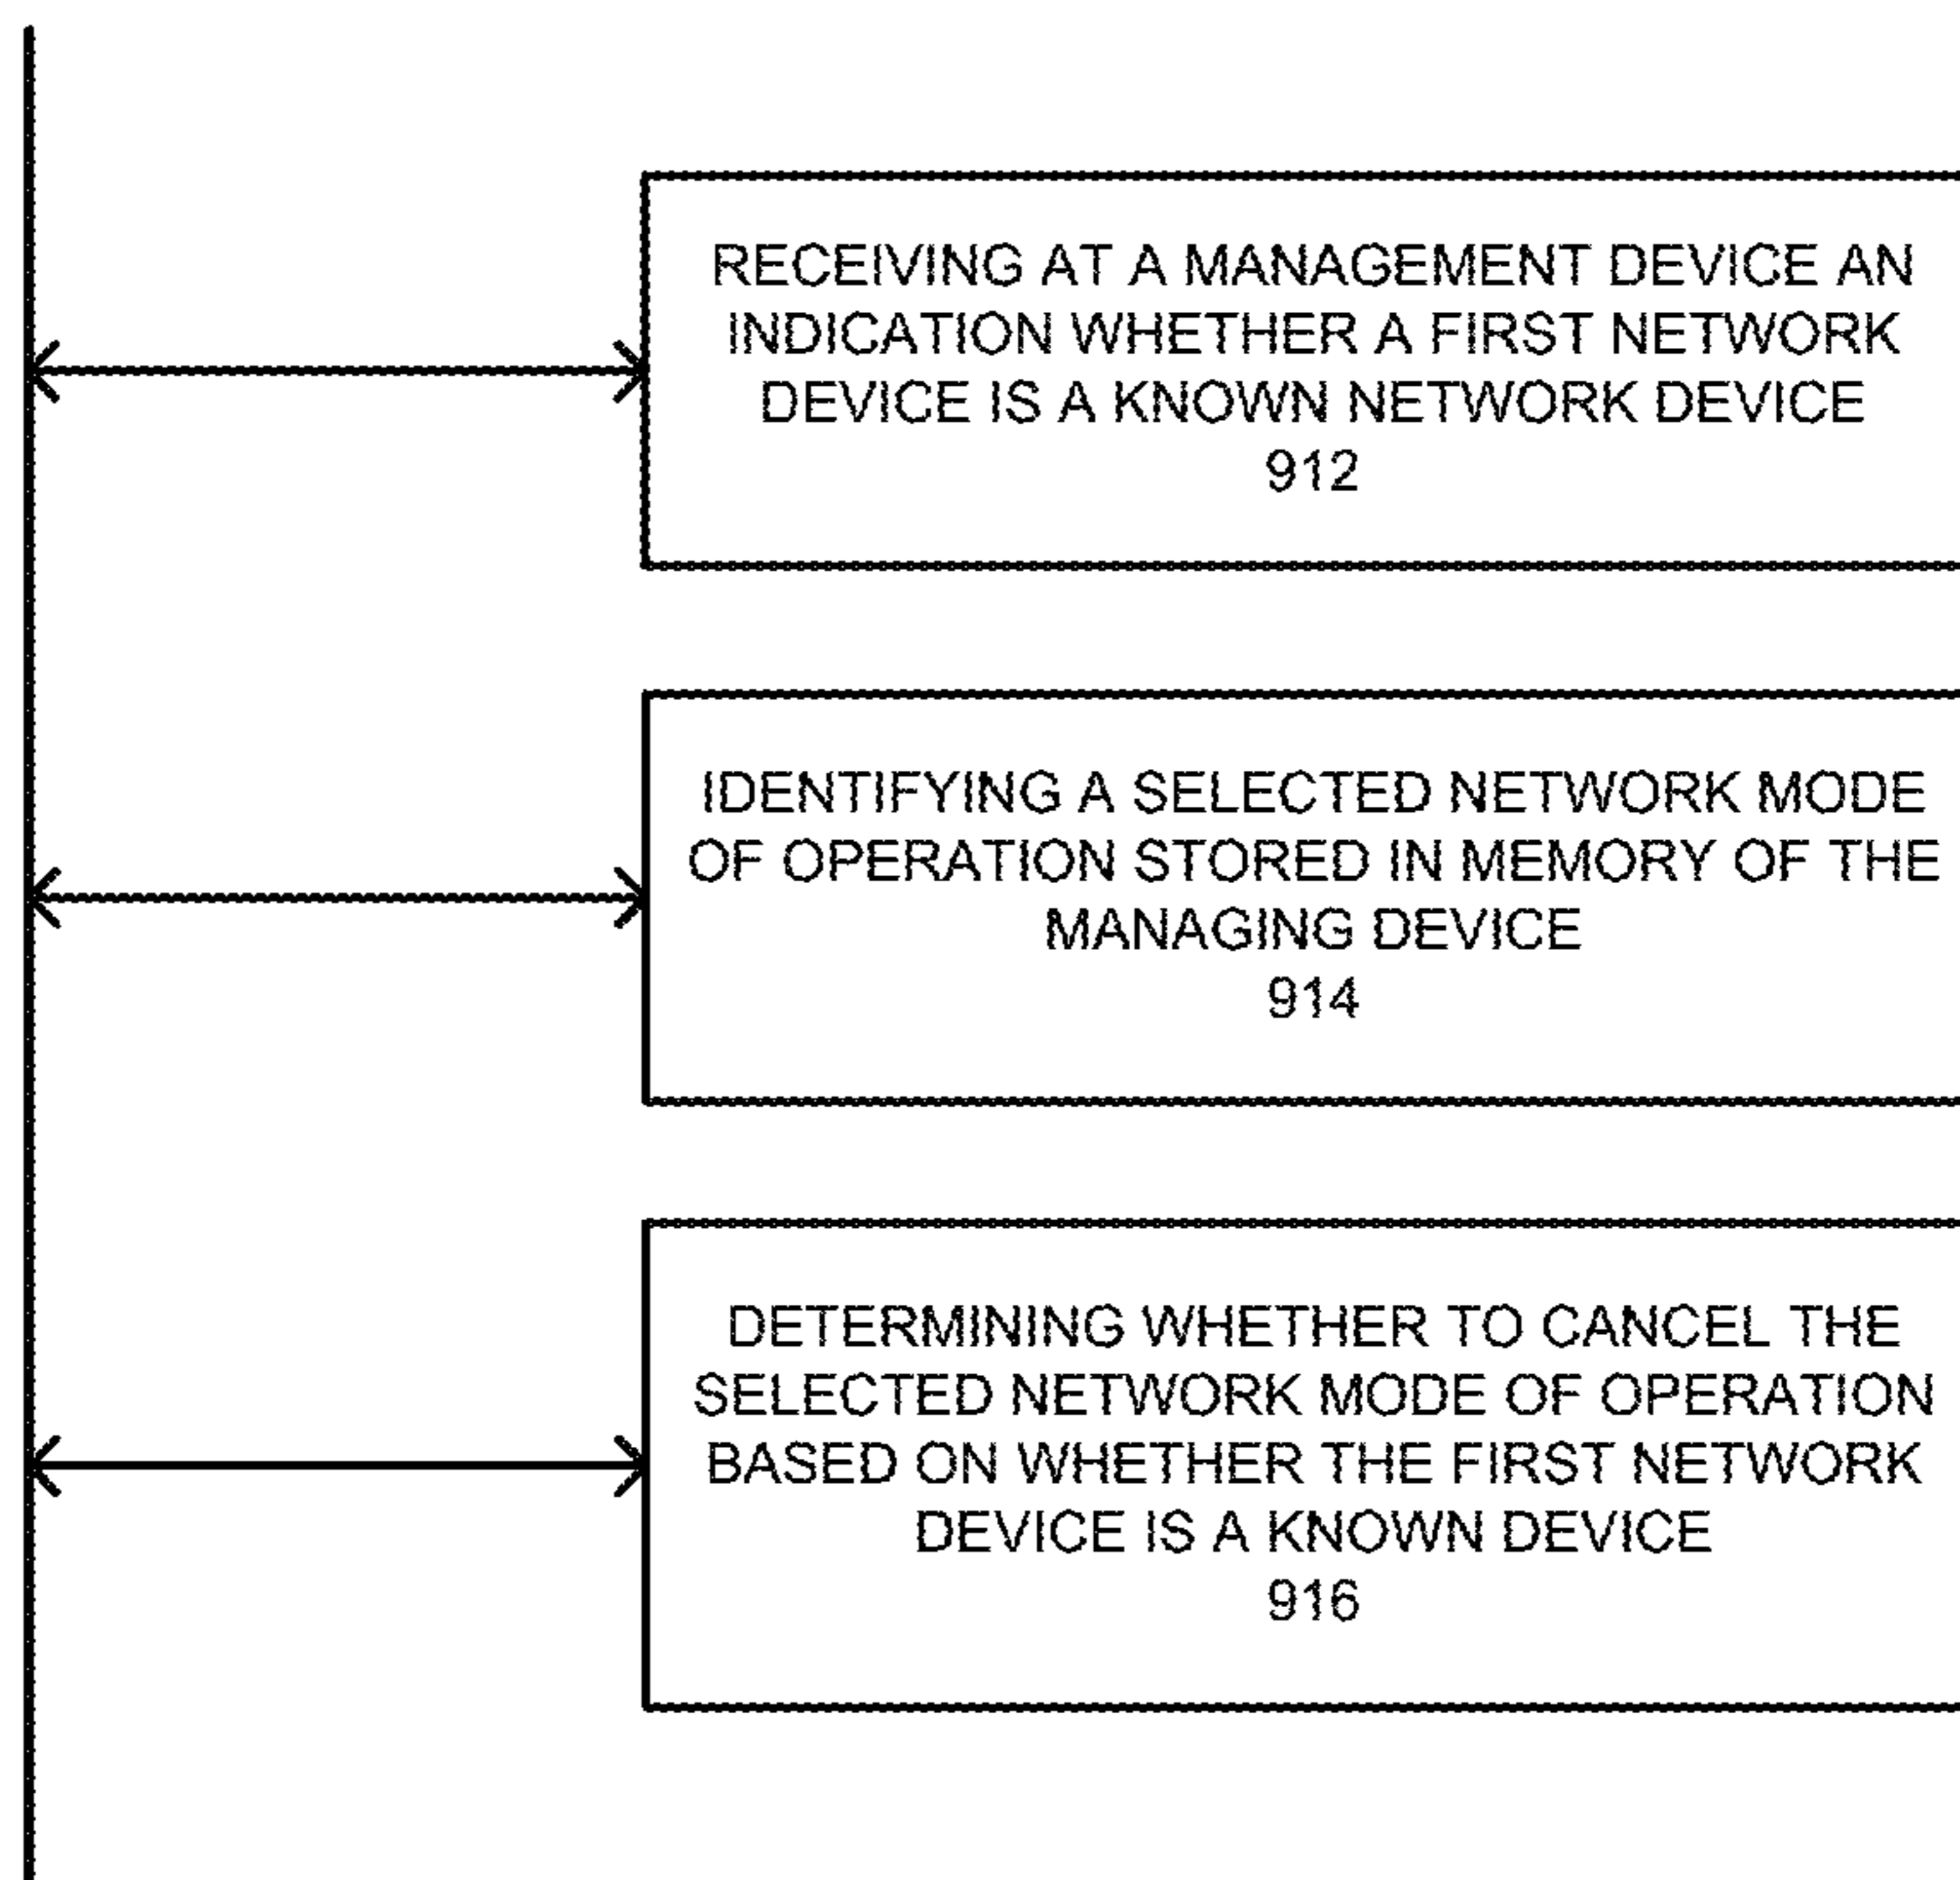 RECEIVING AT A MANAGEMENT DEVICE AN
INDICATION WHETHER A FIRST NETWORK
DEVICE IS A KNOWN NETWORK DEVICE
912
IDENTIFYING A SELECTED NETWORK MODE
OF OPERATION STORED IN MEMORY OF THE
MANAGING DEVICE
914
DETERMINING WHETHER TO CANCEL THE
SELECTED NETWORK MODE OF OPERATION
BASED ON WHETHER THE FIRST NETWORK
DEVICE IS A KNOWN DEVICE
916